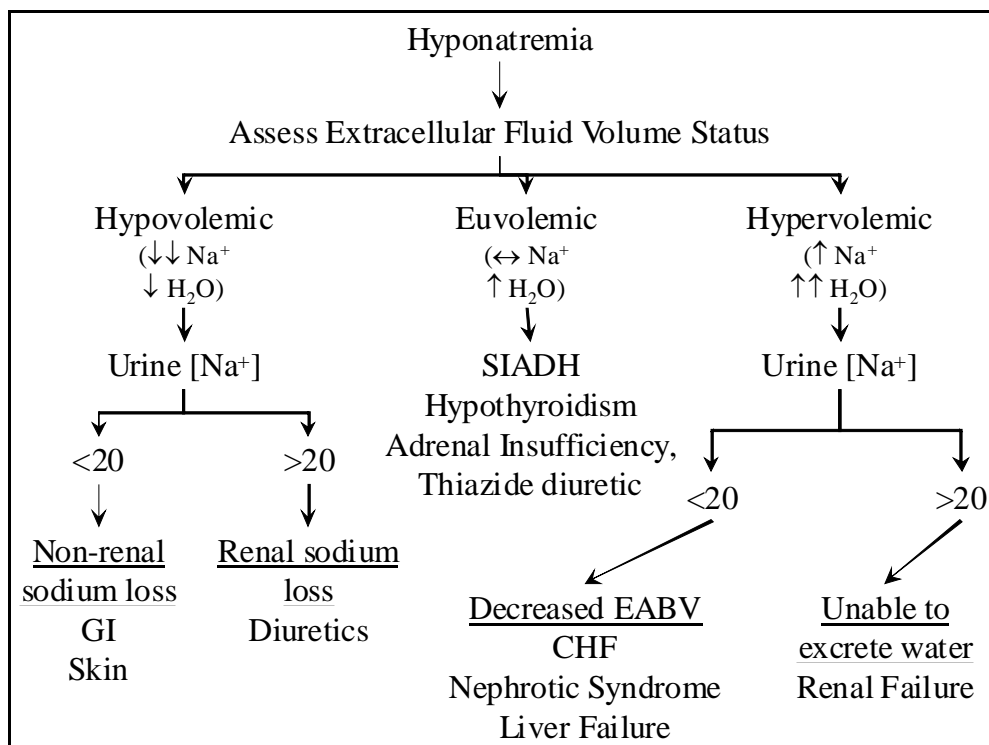 Hyponatremia
Assess Extracellular Fluid Volume Status
Hypovolemic
(↓↓ Na⁺
↓ H₂O)
Urine [Na⁺]
<20
>20
Non-renal
sodium loss
GI
Skin
Renal sodium
loss
Diuretics
Euvolemic
(↔ Na⁺
↑ H₂O)
SIADH
Hypothyroidism
Adrenal Insufficiency,
Thiazide diuretic
Hypervolemic
(↑ Na⁺
↑↑ H₂O)
Urine [Na⁺]
<20
>20
Decreased EABV
CHF
Nephrotic Syndrome
Liver Failure
Unable to
excrete water
Renal Failure